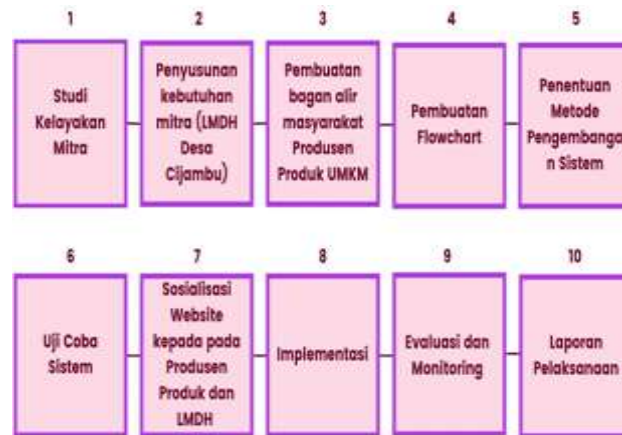 1
2
3
4
5
Studi
Kelayakan
Mitra
Penyusunan
kebutuhan
mitra (LMDH
Desa
Cijambu)
Pembuatan
bagan alir
masyarakat
Produsen
Produk UMKM
Pembuatan
Flowchart
Penentuan
Metode
Pengembanga
n Sistem
6
7
8
9
10
Uji Coba
Sistem
Sosialisasi
Website
kepada pada
Produsen
Produk dan
LMDH
Implementasi
Evaluasi dan
Monitoring
Laporan
Pelaksanaan